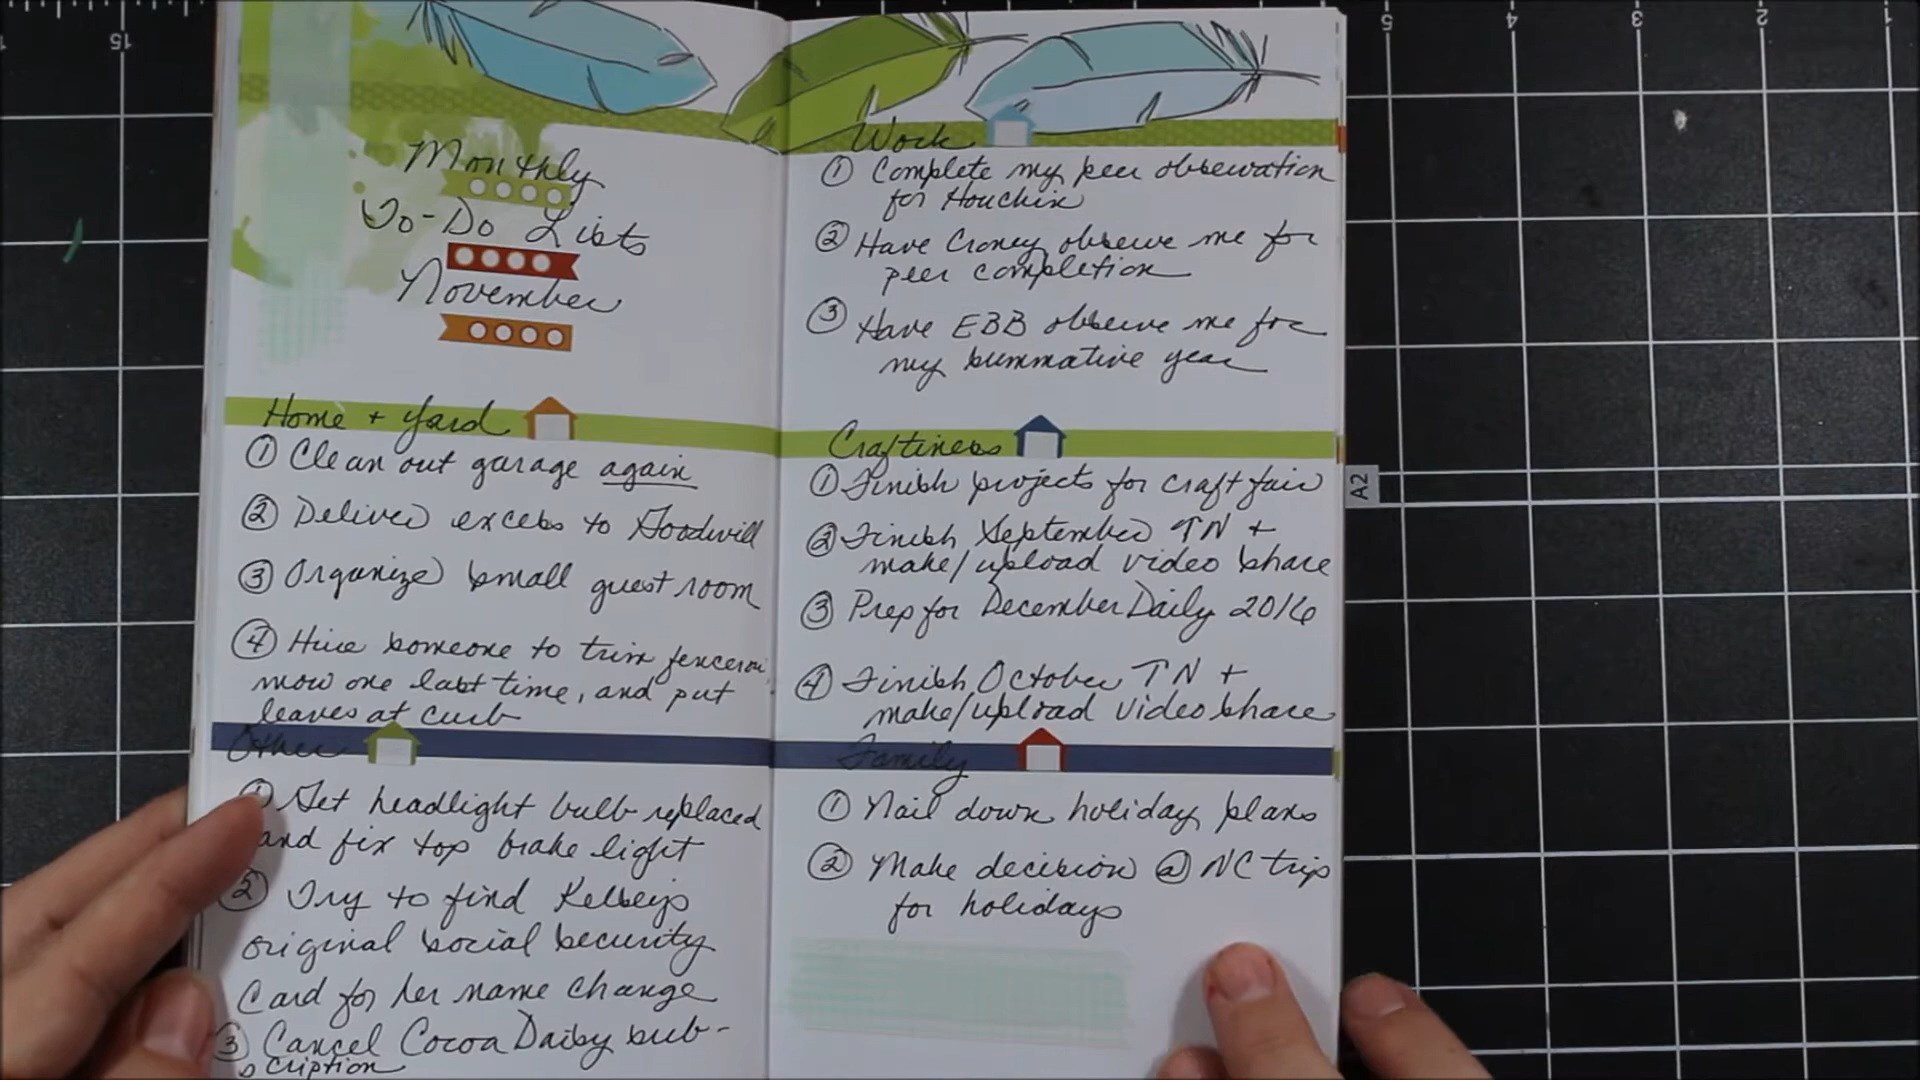 Monthly
To-Do Lists
November
Home + Yard
① Clean out garage again
② Deliver excess to Goodwill
③ Organize small guest room
④ Hire someone to trim fencerow,
mow one last time, and put
leaves at curb
Other
① Get headlight bulb replaced
and fix top brake light
② Try to find Kelsey's
original social security
Card for her name change
③ Cancel Cocoa Daisy sub-
scription
Work
① Complete my peer observation
for Houchin
② Have Croney observe me for
peer completion
③ Have EBB observe me for
my summative year
Craftiness
① Finish projects for craft fair
② Finish September TN +
make/upload video share
③ Prep for December Daily 2016
④ Finish October TN +
make/upload video share
Family
① Nail down holiday plans
② Make decision @ NC trip
for holidays
15
5
4
3
2
1
A2